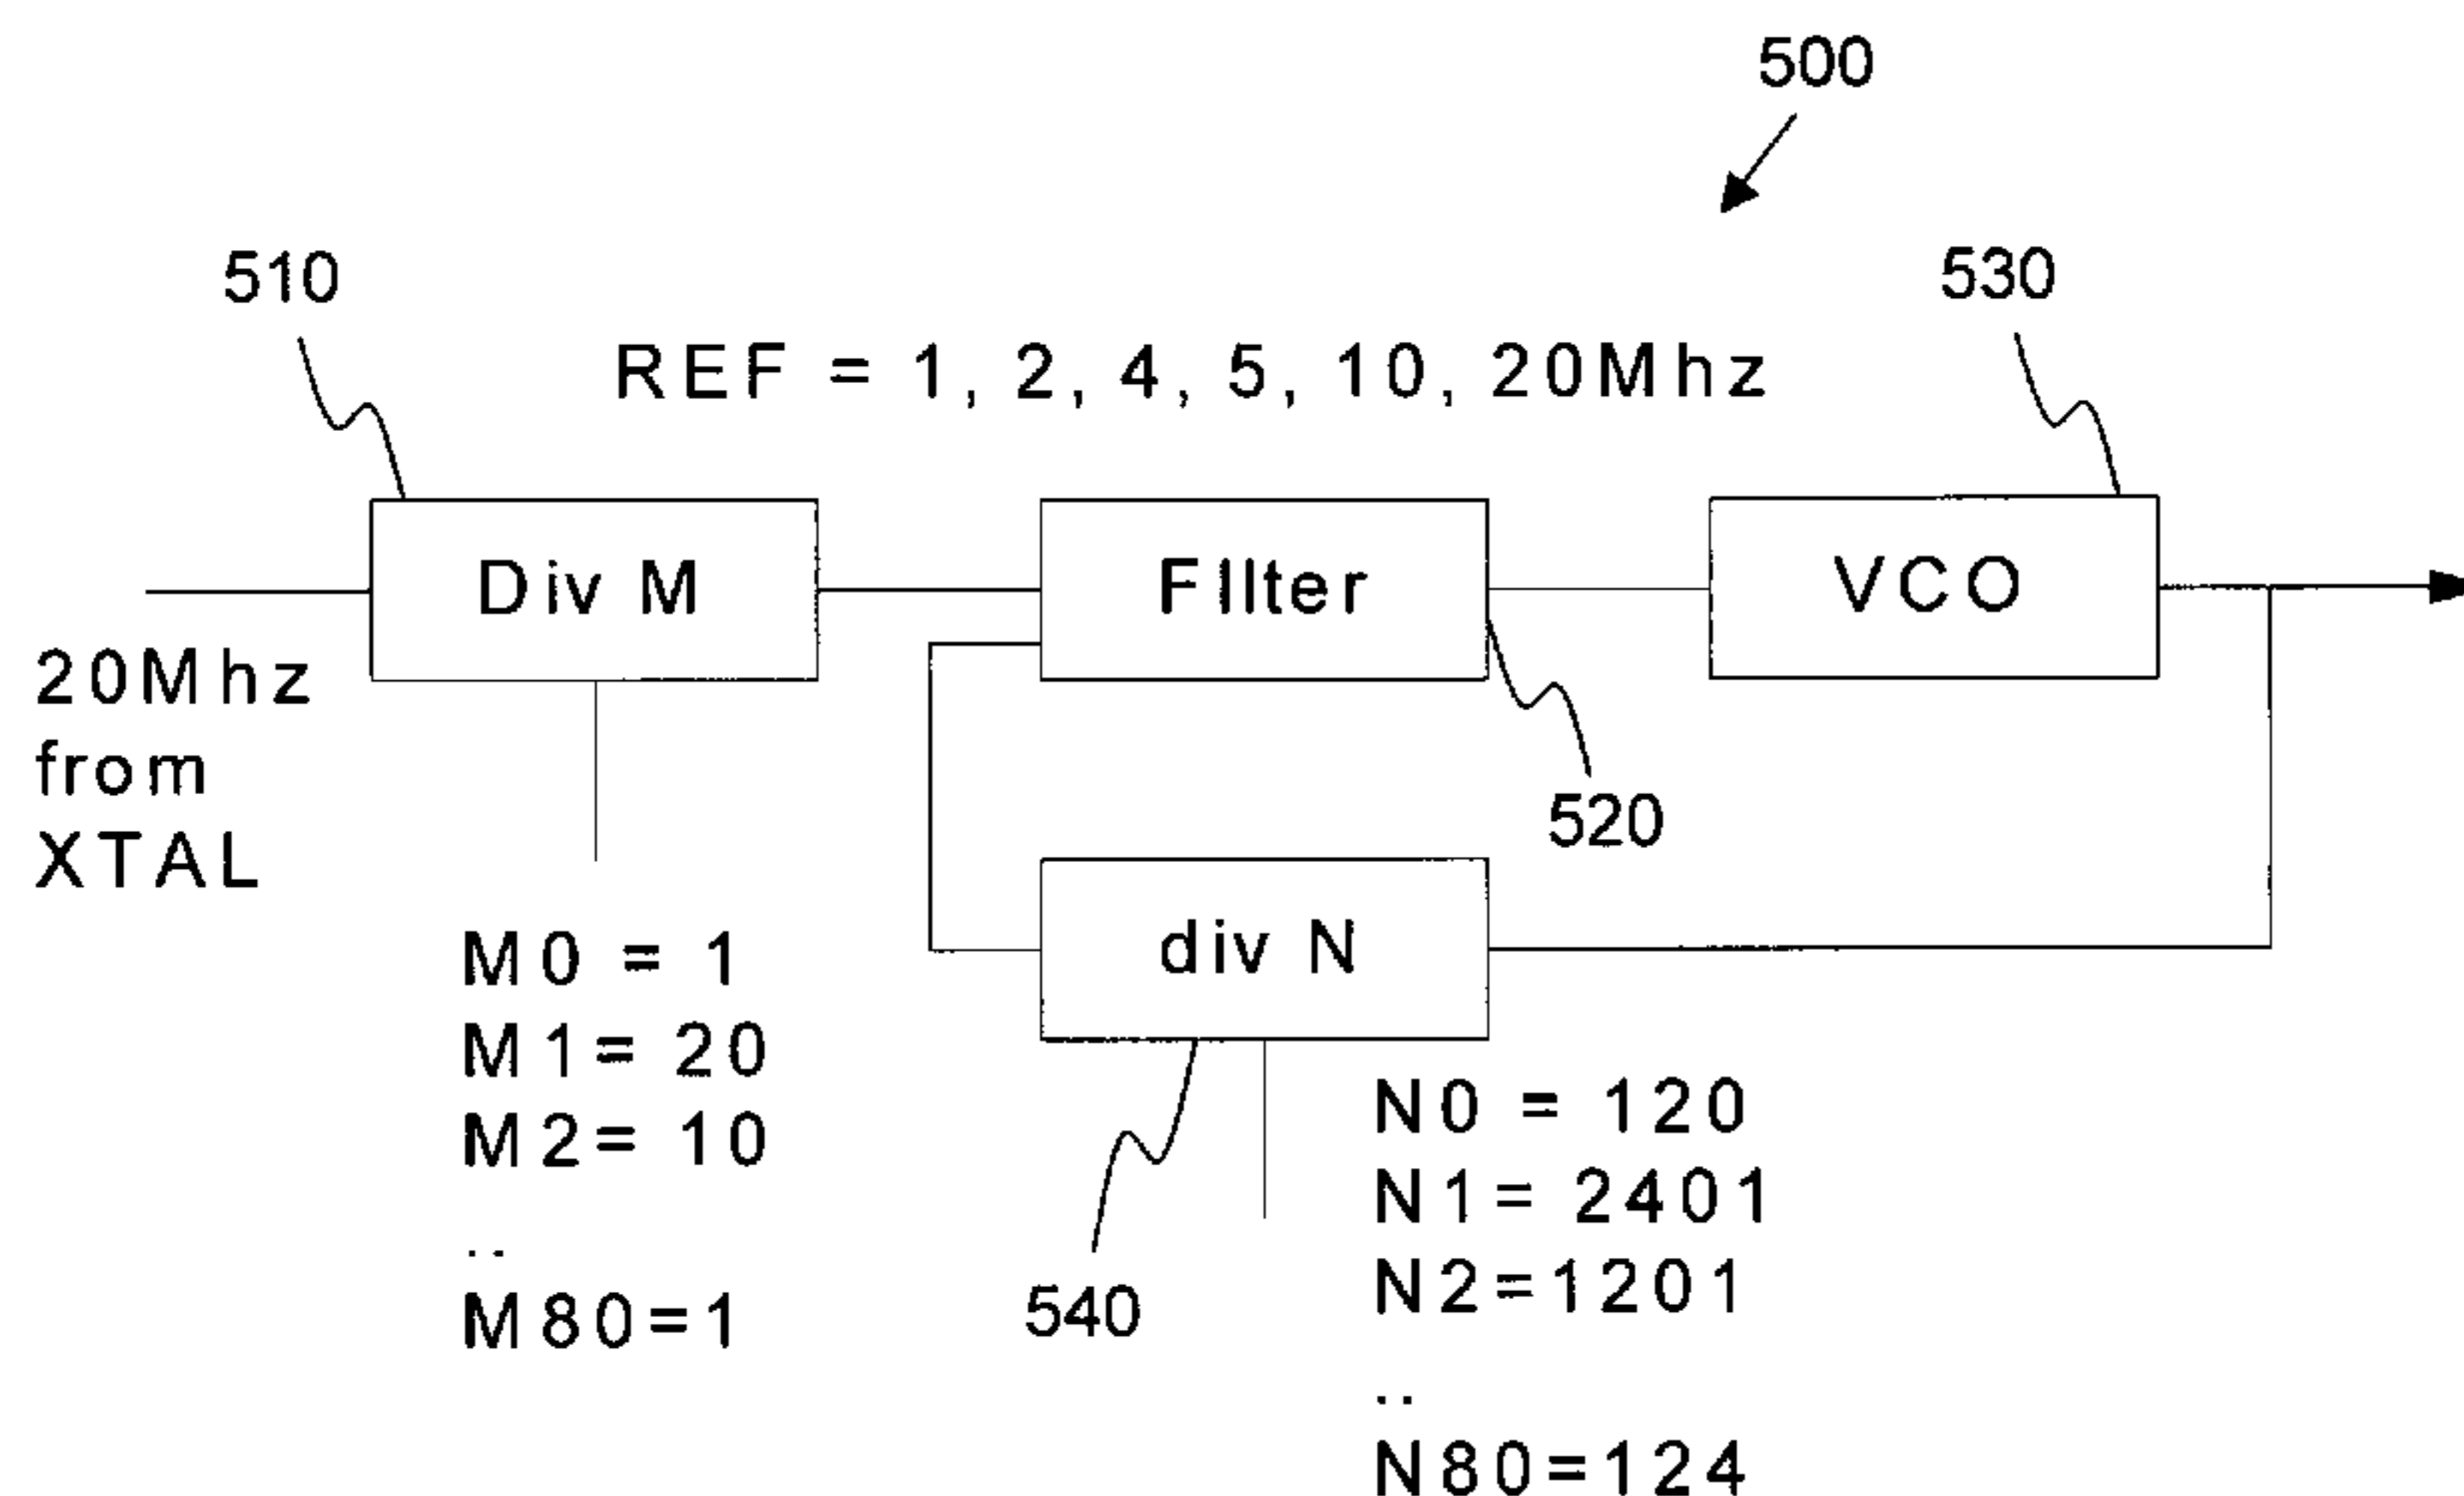 500
510
530
REF = 1, 2, 4, 5, 10, 20Mhz
Div M
FIlter
VCO
20Mhz
from
XTAL
520
div N
M0 = 1
M1= 20
M2= 10
..
M80=1
540
N0 = 120
N1= 2401
N2=1201
..
N80=124